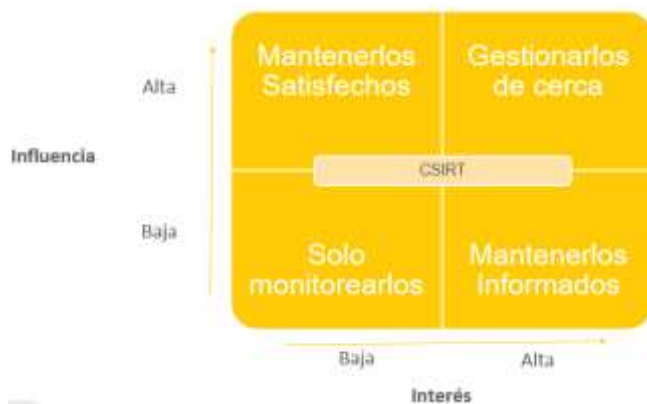 Mantenerlos
Satisfechos
Gestionarlos
de cerca
Alta
Influencia
CSIRT
Baja
Solo
monitorearlos
Mantenerlos
Informados
Baja
Alta
Interés